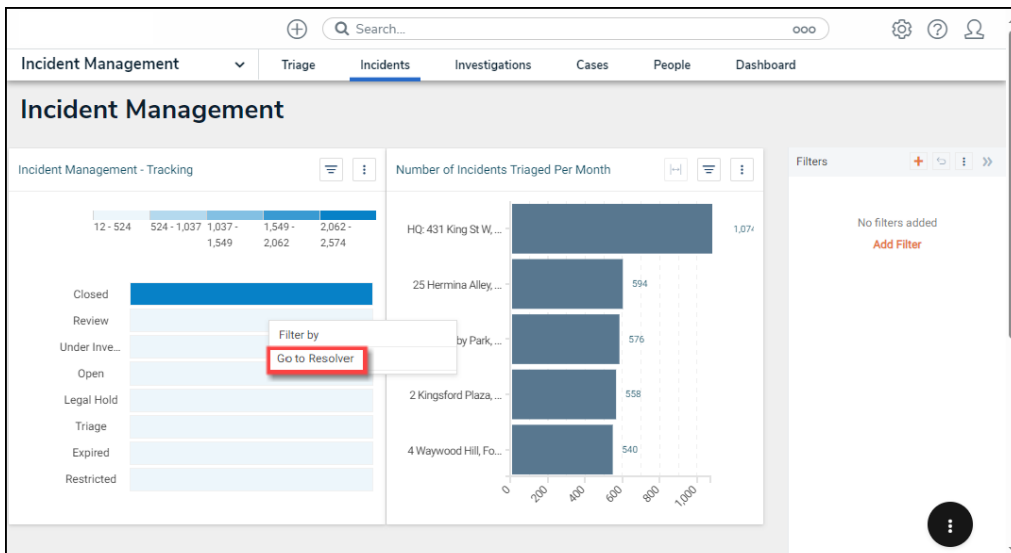 Search...
Incident Management
Triage
Incidents
Investigations
Cases
People
Dashboard
Incident Management
Incident Management - Tracking
12 - 524
524 - 1,037
1,037 -
1,549
1,549 -
2,062
2,062 -
2,574
Closed
Review
Under Inve...
Open
Legal Hold
Triage
Expired
Restricted
Filter by
Go to Resolver
Number of Incidents Triaged Per Month
HQ: 431 King St W, ...
1,074
25 Hermina Alley, ...
594
by Park, ...
576
2 Kingsford Plaza, ...
558
4 Waywood Hill, Fo...
540
0
200
400
600
800
1,000
Filters
No filters added
Add Filter